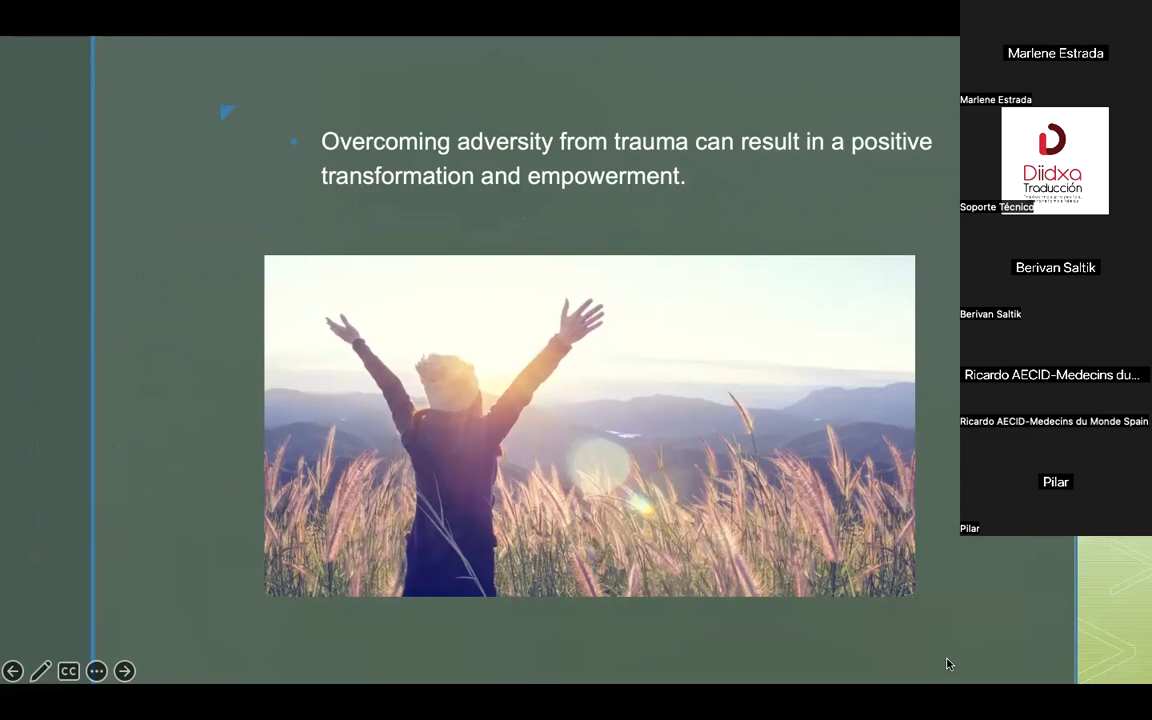 Overcoming adversity from trauma can result in a positive
transformation and empowerment.
Marlene Estrada
Marlene Estrada
Diidxa
Traducción
Soporte Técnico
Berivan Saltik
Berivan Saltik
Ricardo AECID-Medecins du...
Ricardo AECID-Medecins du Monde Spain
Pilar
Pilar
CC